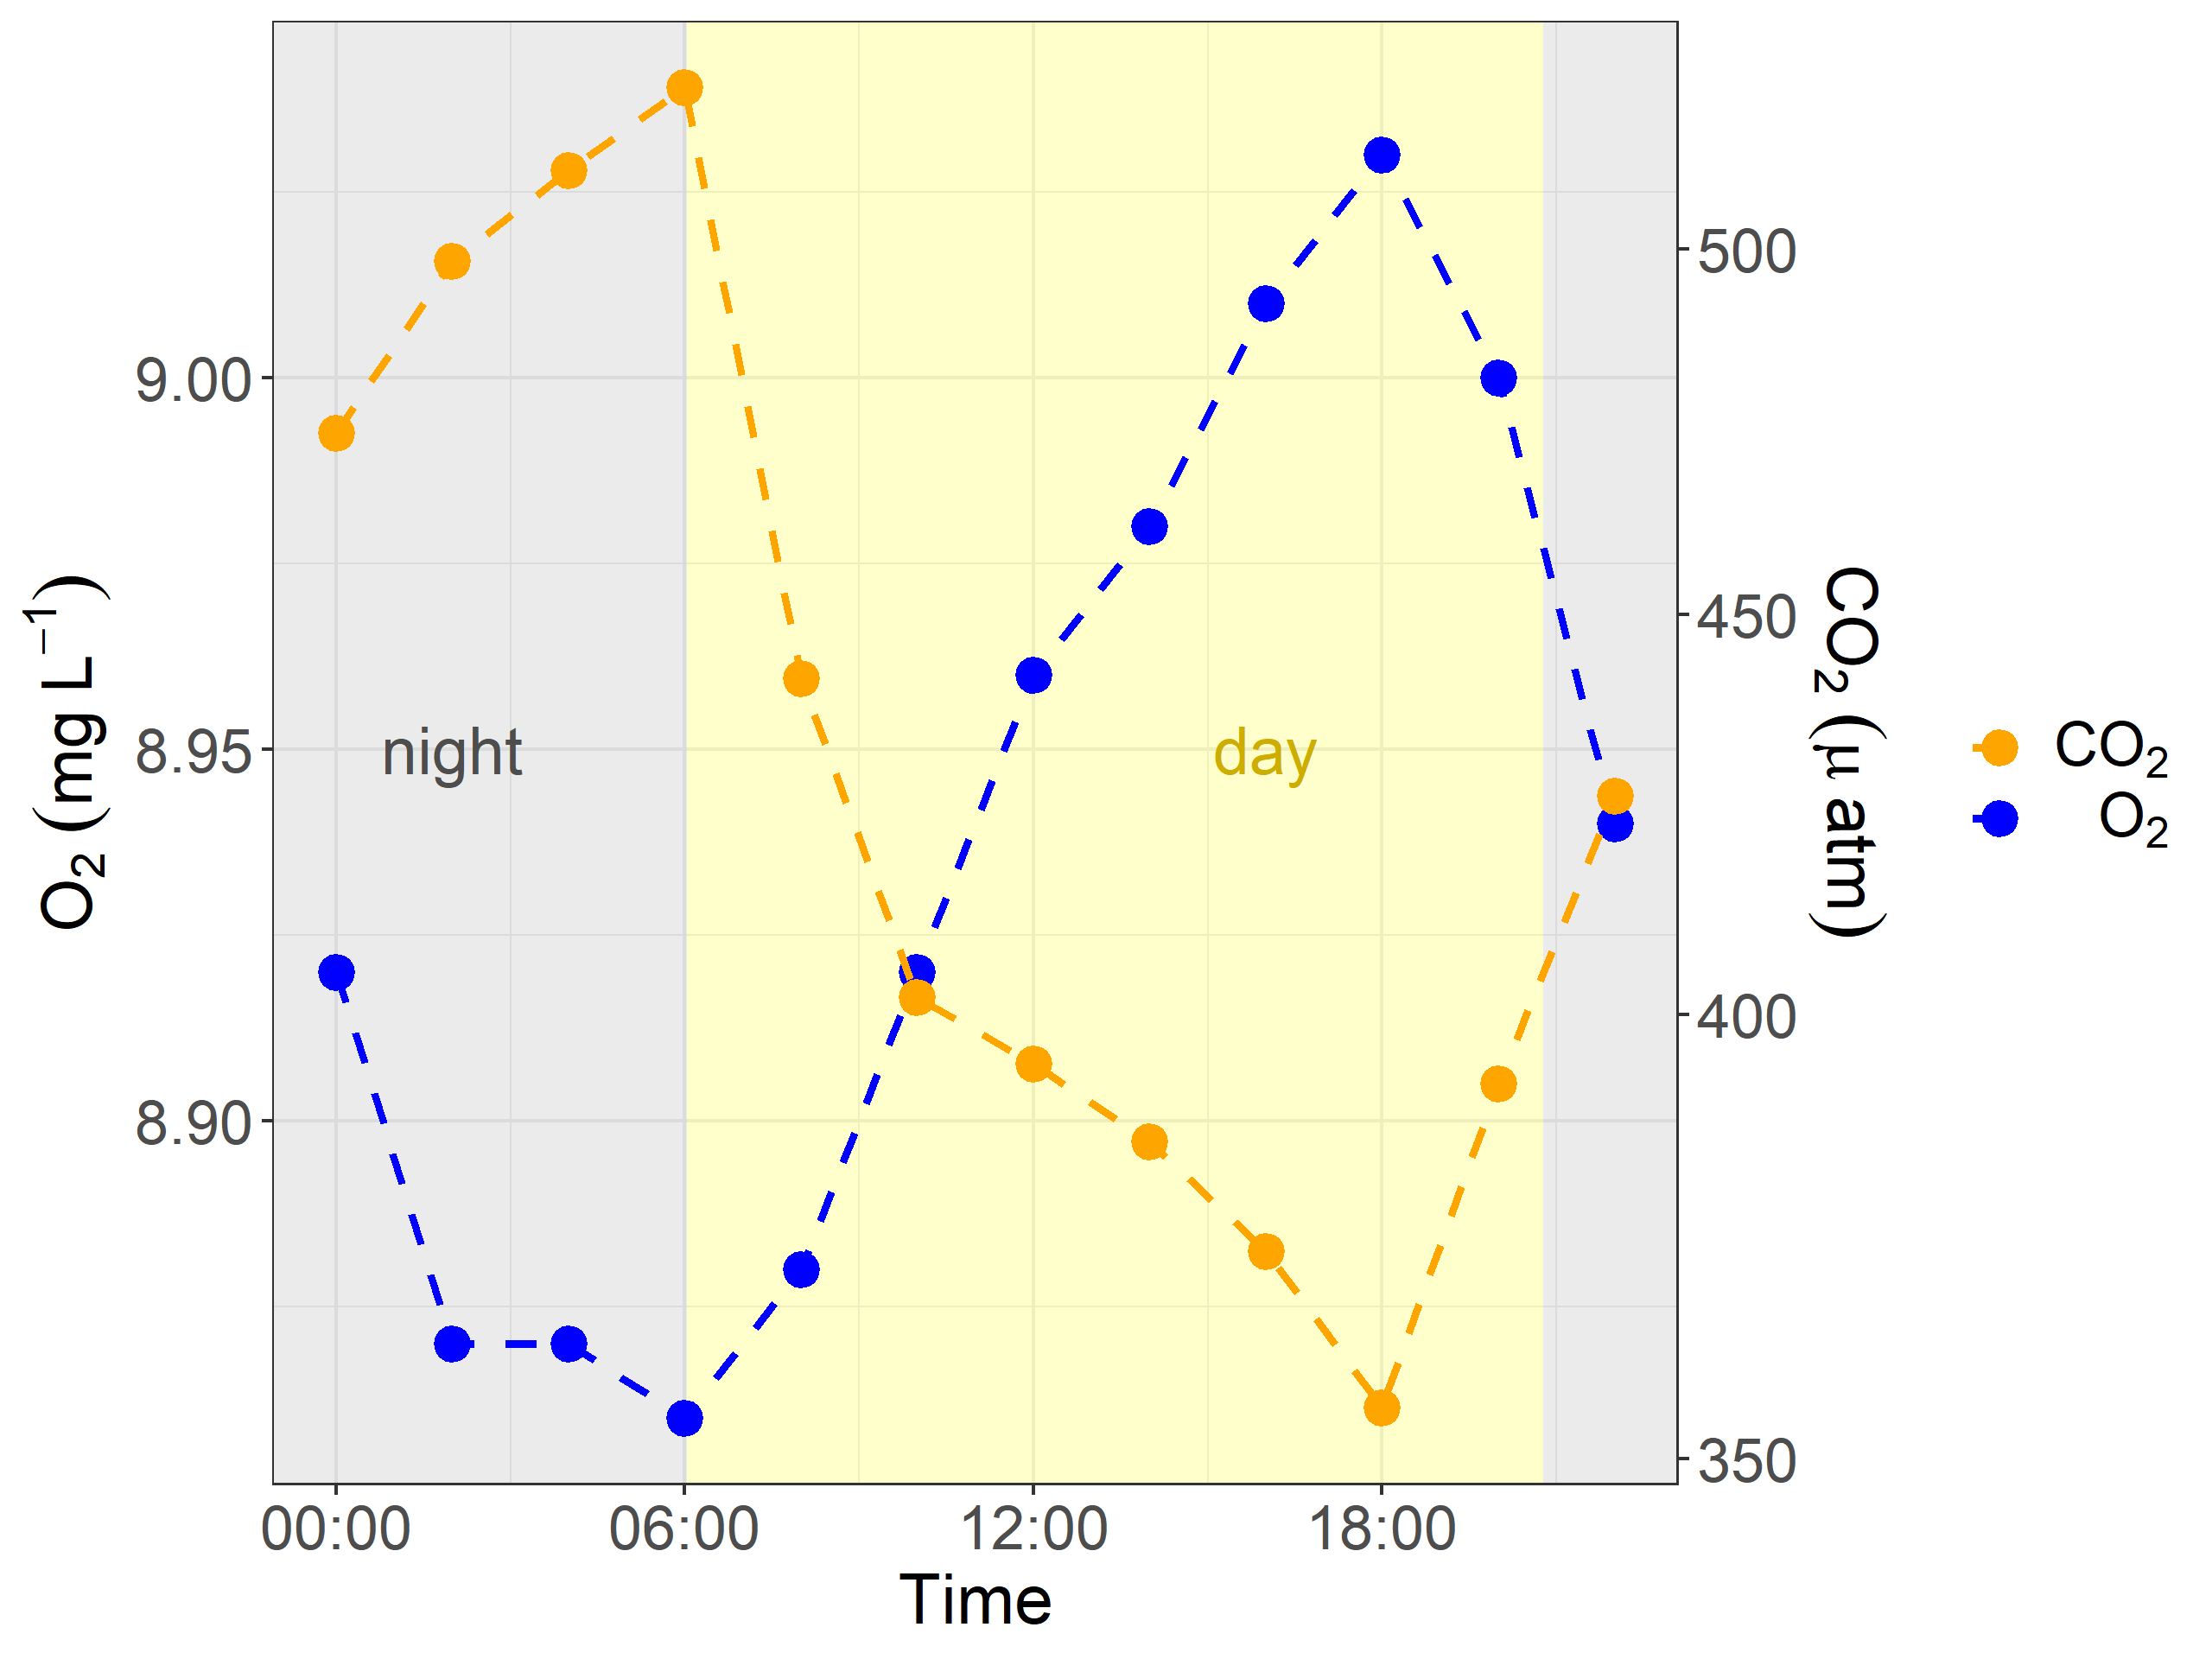 O₂ (mg L⁻¹)
9.00
8.95
8.90
night
day
500
450
400
350
CO₂ (µ atm)
CO₂
O₂
00:00 06:00 12:00 18:00
Time